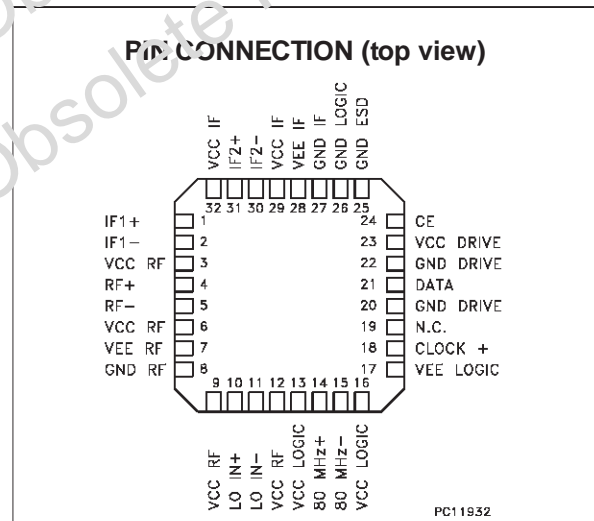 Obsolete
PIN CONNECTION (top view)
VCC IF
IF2+
IF2-
VCC IF
VEE IF
GND IF
GND LOGIC
GND ESD
32 31 30 29 28 27 26 25
IF1+ 1
IF1- 2
VCC RF 3
RF+ 4
RF- 5
VCC RF 6
VEE RF 7
GND RF 8
24 CE
23 VCC DRIVE
22 GND DRIVE
21 DATA
20 GND DRIVE
19 N.C.
18 CLOCK +
17 VEE LOGIC
9 10 11 12 13 14 15 16
VCC RF
LO IN+
LO IN-
VCC RF
VCC LOGIC
80 MHz+
80 MHz-
VCC LOGIC
PC11932